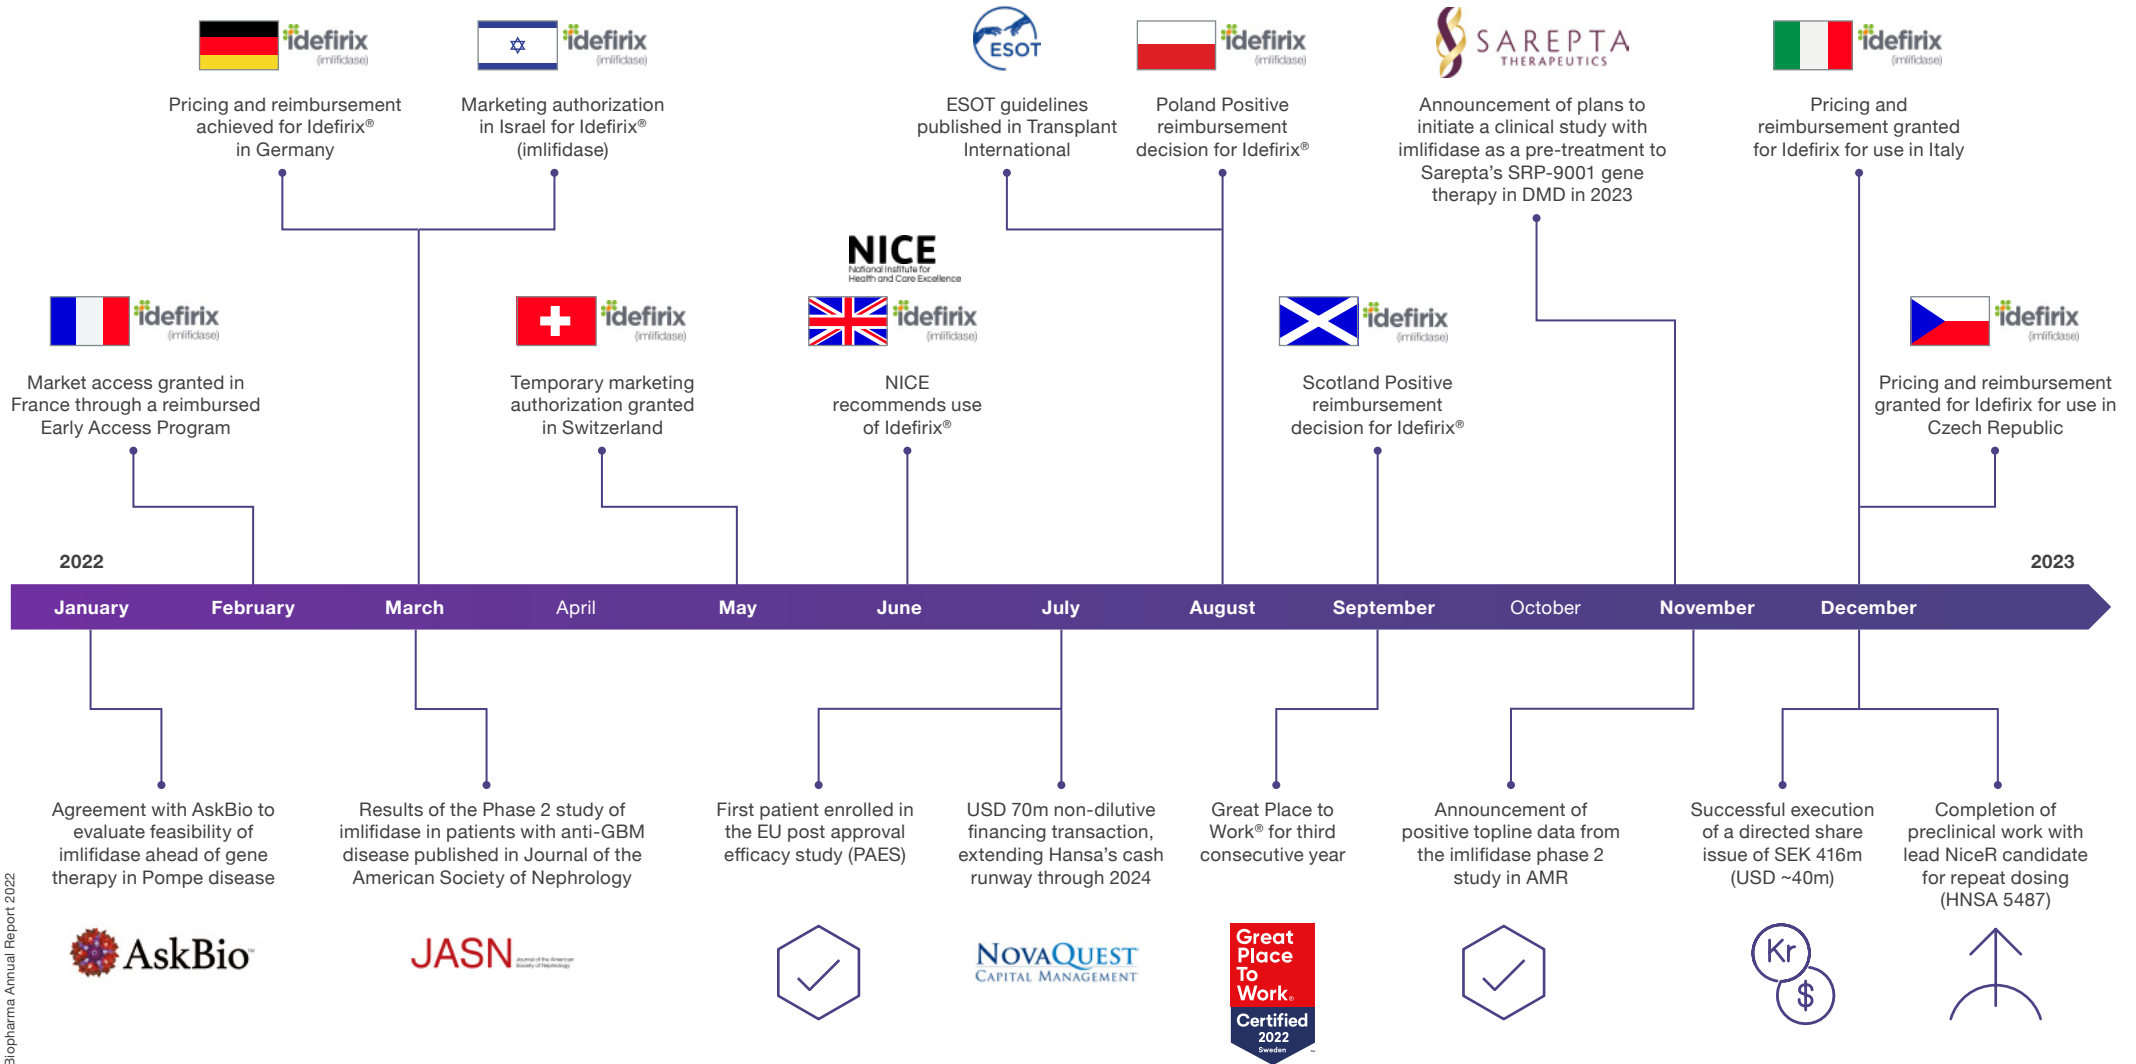 idefirix
(imlifidase)
Pricing and reimbursement
achieved for Idefirix®
in Germany
idefirix
(imlifidase)
Marketing authorization
in Israel for Idefirix®
(imlifidase)
ESOT
ESOT guidelines
published in Transplant
International
idefirix
(imlifidase)
Poland Positive
reimbursement
decision for Idefirix®
SAREPTA
THERAPEUTICS
Announcement of plans to
initiate a clinical study with
imlifidase as a pre-treatment to
Sarepta's SRP-9001 gene
therapy in DMD in 2023
idefirix
(imlifidase)
Pricing and
reimbursement granted
for Idefirix for use in Italy
idefirix
(imlifidase)
Market access granted in
France through a reimbursed
Early Access Program
idefirix
(imlifidase)
Temporary marketing
authorization granted
in Switzerland
NICE
National Institute for
Health and Care Excellence
idefirix
(imlifidase)
NICE
recommends use
of Idefirix®
idefirix
(imlifidase)
Scotland Positive
reimbursement
decision for Idefirix®
idefirix
(imlifidase)
Pricing and reimbursement
granted for Idefirix for use in
Czech Republic
2022
2023
January
February
March
April
May
June
July
August
September
October
November
December
Agreement with AskBio to
evaluate feasibility of
imlifidase ahead of gene
therapy in Pompe disease
AskBio™
Results of the Phase 2 study of
imlifidase in patients with anti-GBM
disease published in Journal of the
American Society of Nephrology
JASN
Journal of the American
Society of Nephrology
First patient enrolled in
the EU post approval
efficacy study (PAES)
USD 70m non-dilutive
financing transaction,
extending Hansa's cash
runway through 2024
NOVAQUEST
CAPITAL MANAGEMENT
Great Place to
Work® for third
consecutive year
Great
Place
To
Work®
Certified
2022
Sweden
Announcement of
positive topline data from
the imlifidase phase 2
study in AMR
Successful execution
of a directed share
issue of SEK 416m
(USD ~40m)
Kr
$
Completion of
preclinical work with
lead NiceR candidate
for repeat dosing
(HNSA 5487)
Biopharma Annual Report 2022